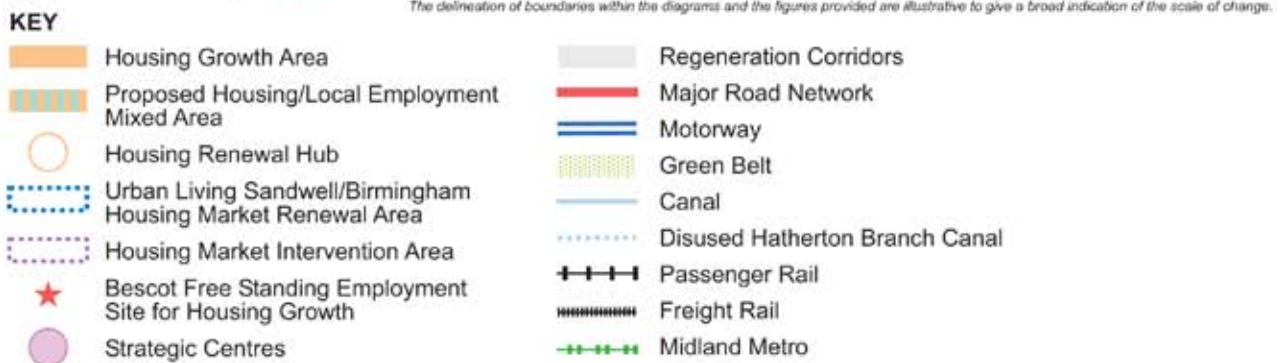 The delineation of boundaries within the diagrams and the figures provided are illustrative to give a broad indication of the scale of change.
KEY
Housing Growth Area
Proposed Housing/Local Employment
Mixed Area
Housing Renewal Hub
Urban Living Sandwell/Birmingham
Housing Market Renewal Area
Housing Market Intervention Area
Bescot Free Standing Employment
Site for Housing Growth
Strategic Centres
Regeneration Corridors
Major Road Network
Motorway
Green Belt
Canal
Disused Hatherton Branch Canal
Passenger Rail
Freight Rail
Midland Metro